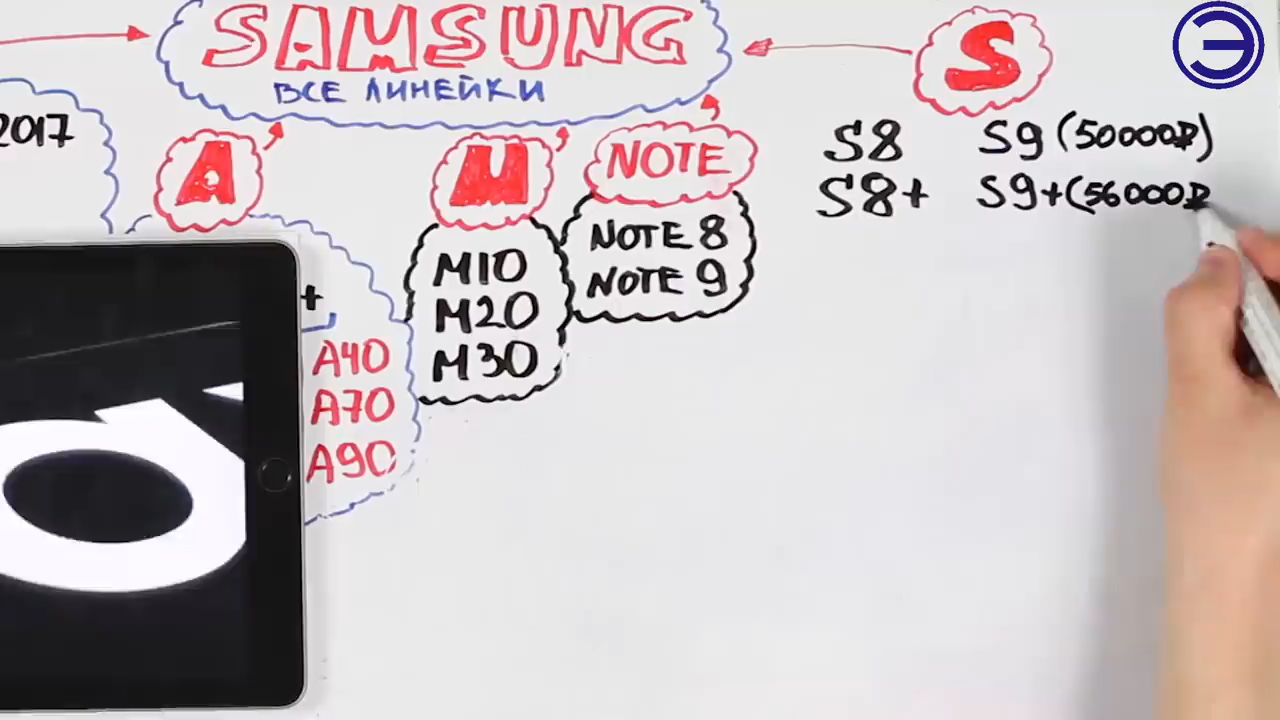 SAMSUNG
ВСЕ ЛИНЕЙКИ
S
Э
2017
A
M
NOTE
S8 S9 (50000₽)
S8+ S9+ (56000₽
NOTE 8
NOTE 9
M10
M20
M30
+
A40
A70
A90